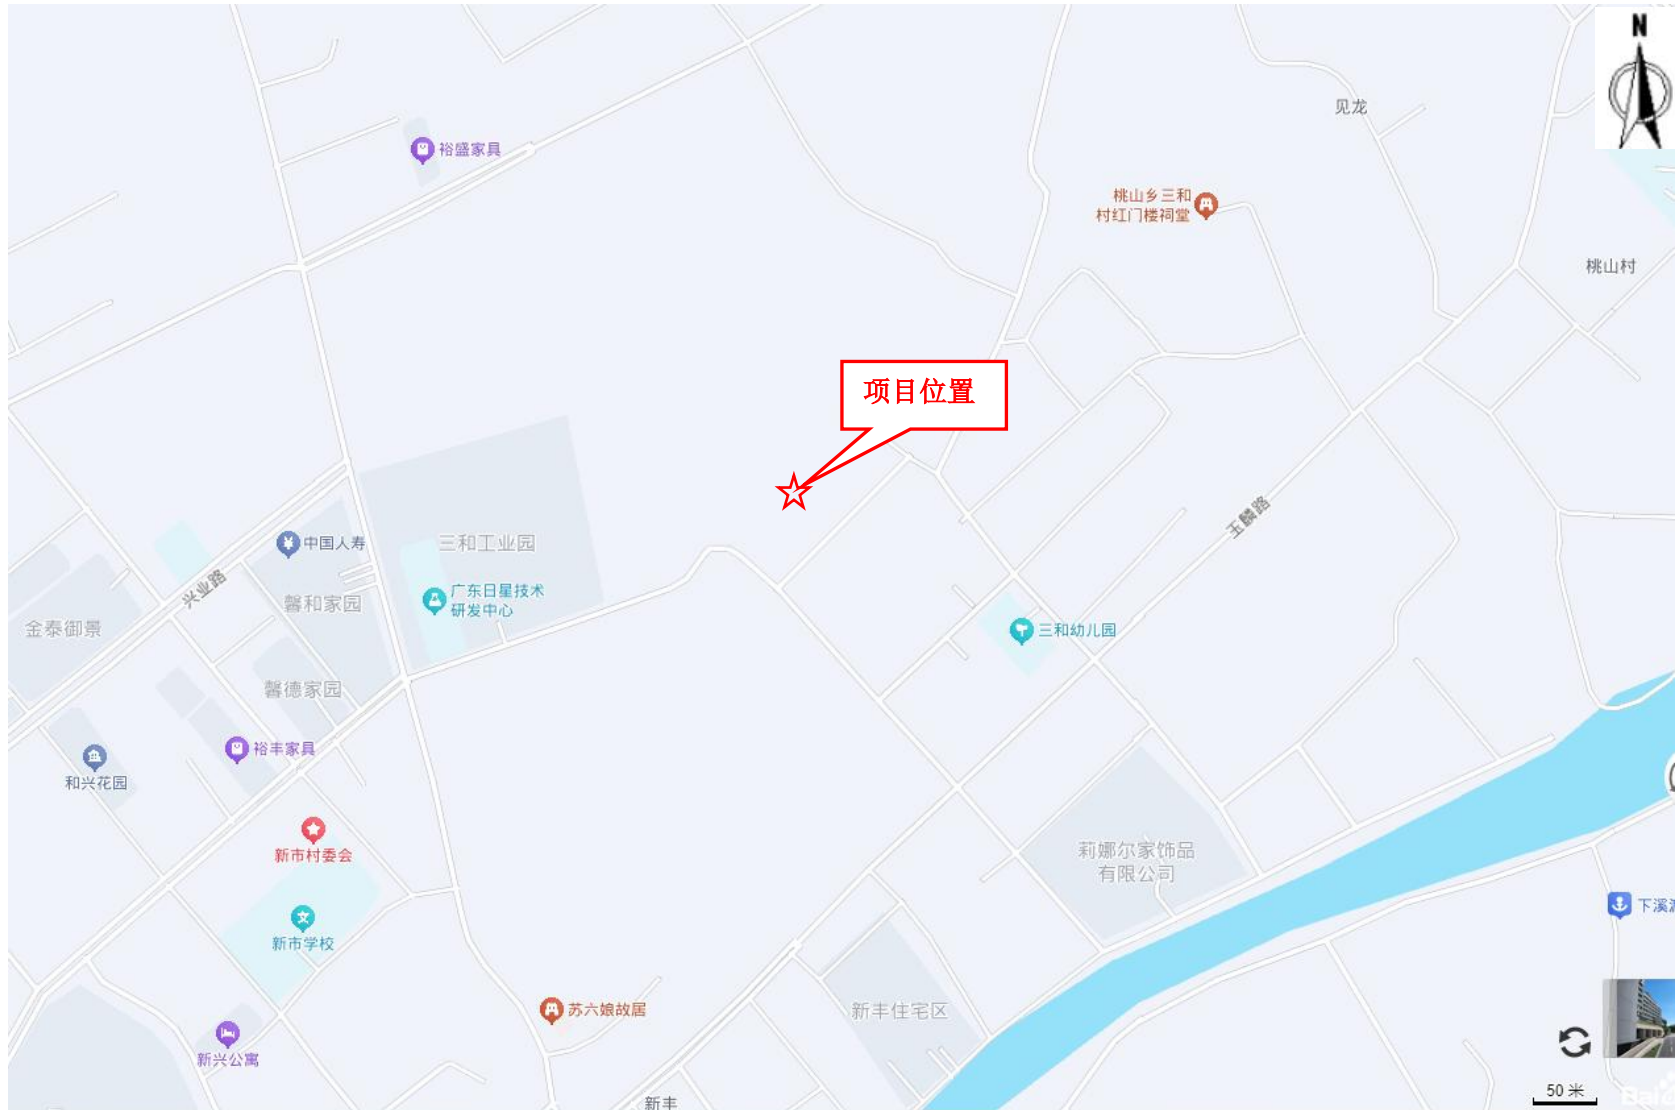 N
见龙
裕盛家具
桃山乡三和
村红门楼祠堂
桃山村
项目位置
玉麟路
中国人寿
三和工业园
兴业路
广东日星技术
研发中心
馨和家园
金泰御景
三和幼儿园
馨德家园
裕丰家具
和兴花园
新市村委会
莉娜尔家饰品
有限公司
下溪
新市学校
苏六娘故居
新丰住宅区
新兴公寓
50 米
新丰
Bai